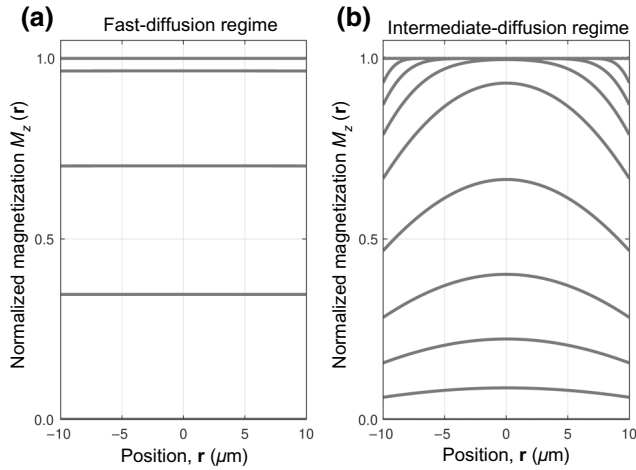 (a)
Fast-diffusion regime
1.0
0.5
0.0
Normalized magnetization Mz (r)
−10
−5
0
5
10
Position, r (µm)
(b)
Intermediate-diffusion regime
1.0
0.5
0.0
Normalized magnetization Mz (r)
−10
−5
0
5
10
Position, r (µm)